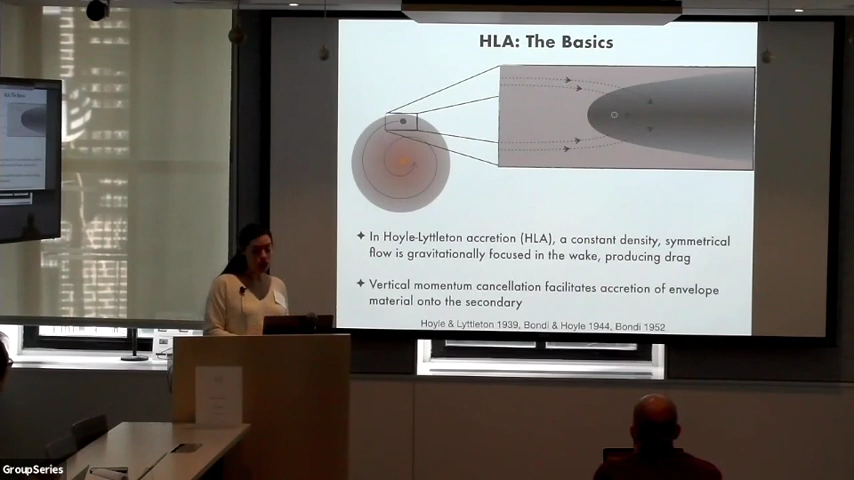 HLA: The Basics
✦ In Hoyle-Lyttleton accretion (HLA), a constant density, symmetrical
flow is gravitationally focused in the wake, producing drag
✦ Vertical momentum cancellation facilitates accretion of envelope
material onto the secondary
Hoyle & Lyttleton 1939, Bondi & Hoyle 1944, Bondi 1952
GroupSeries